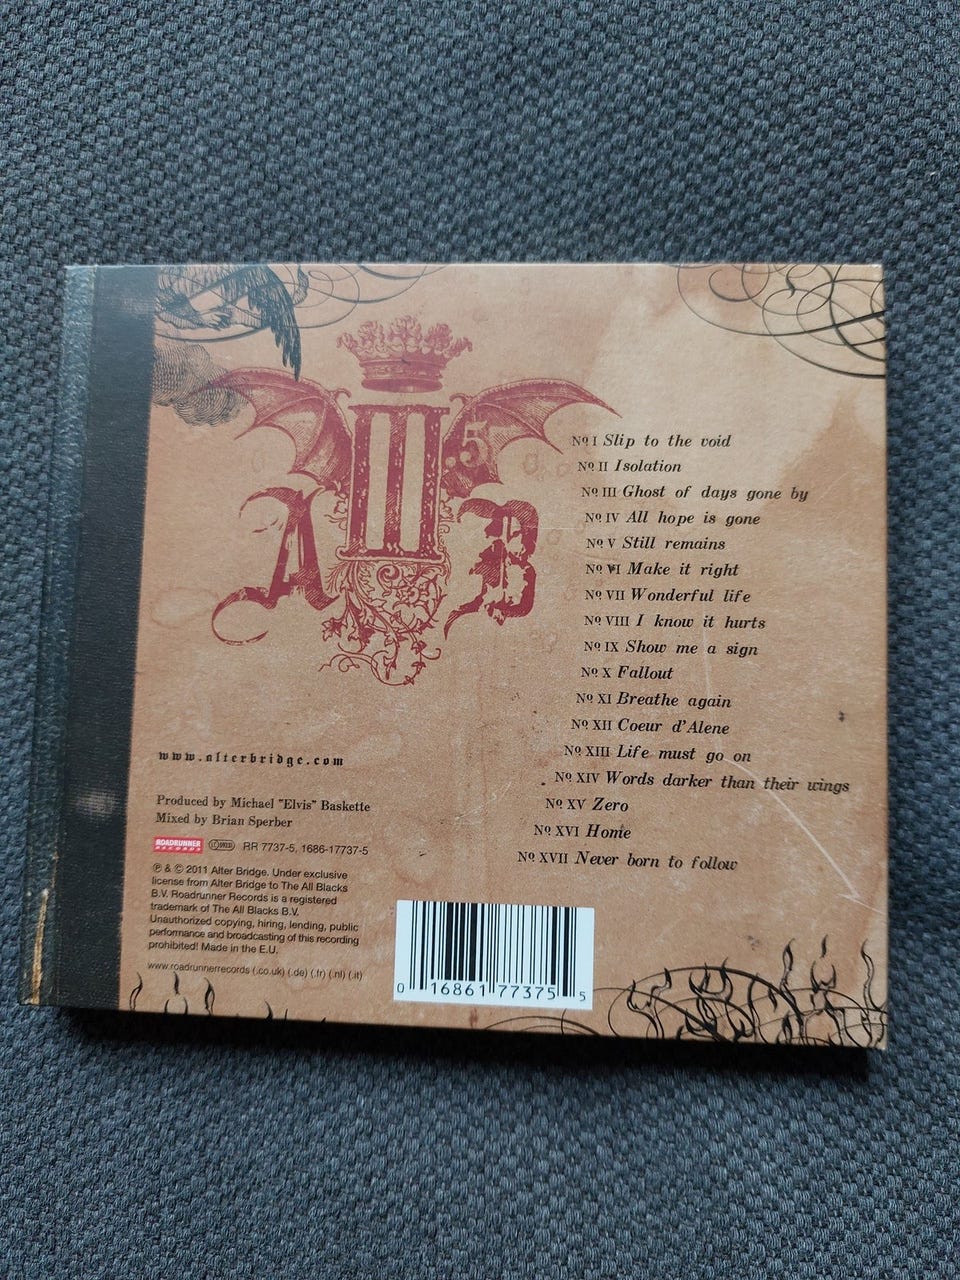 III.5
A B
Nº I Slip to the void
Nº II Isolation
Nº III Ghost of days gone by
Nº IV All hope is gone
Nº V Still remains
Nº VI Make it right
Nº VII Wonderful life
Nº VIII I know it hurts
Nº IX Show me a sign
Nº X Fallout
Nº XI Breathe again
Nº XII Coeur d'Alene
Nº XIII Life must go on
Nº XIV Words darker than their wings
Nº XV Zero
Nº XVI Home
Nº XVII Never born to follow
www.alterbridge.com
Produced by Michael "Elvis" Baskette
Mixed by Brian Sperber
ROADRUNNER RECORDS
RR 7737-5, 1686-17737-5
℗ & © 2011 Alter Bridge. Under exclusive
license from Alter Bridge to The All Blacks
B.V. Roadrunner Records is a registered
trademark of The All Blacks B.V.
Unauthorized copying, hiring, lending, public
performance and broadcasting of this recording
prohibited! Made in the E.U.
www.roadrunnerrecords (.co.uk) (.de) (.fr) (.nl) (.it)
0 16861 77375 5